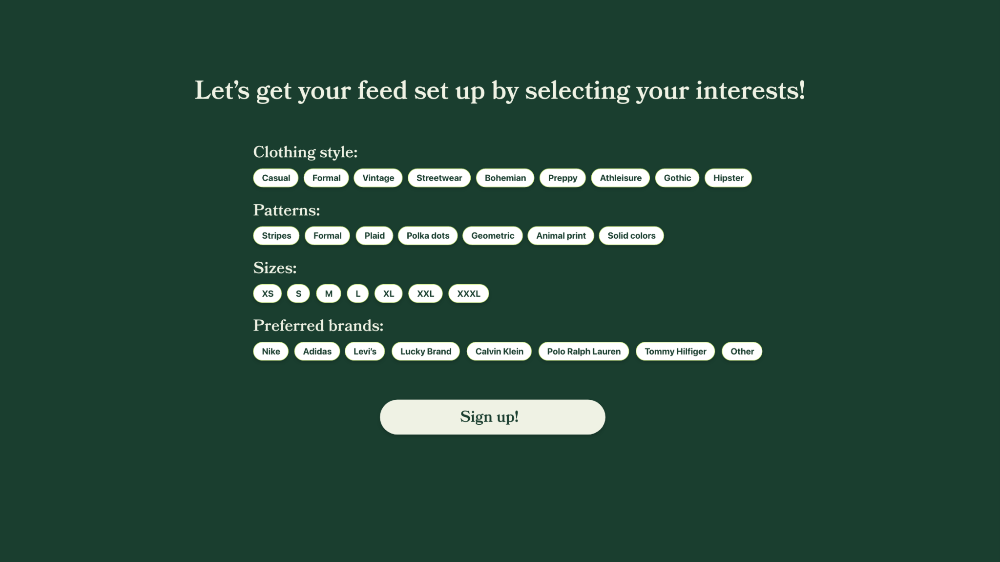 Let’s get your feed set up by selecting your interests!
Clothing style:
Casual Formal Vintage Streetwear Bohemian Preppy Athleisure Gothic Hipster
Patterns:
Stripes Formal Plaid Polka dots Geometric Animal print Solid colors
Sizes:
XS S M L XL XXL XXXL
Preferred brands:
Nike Adidas Levi’s Lucky Brand Calvin Klein Polo Ralph Lauren Tommy Hilfiger Other
Sign up!